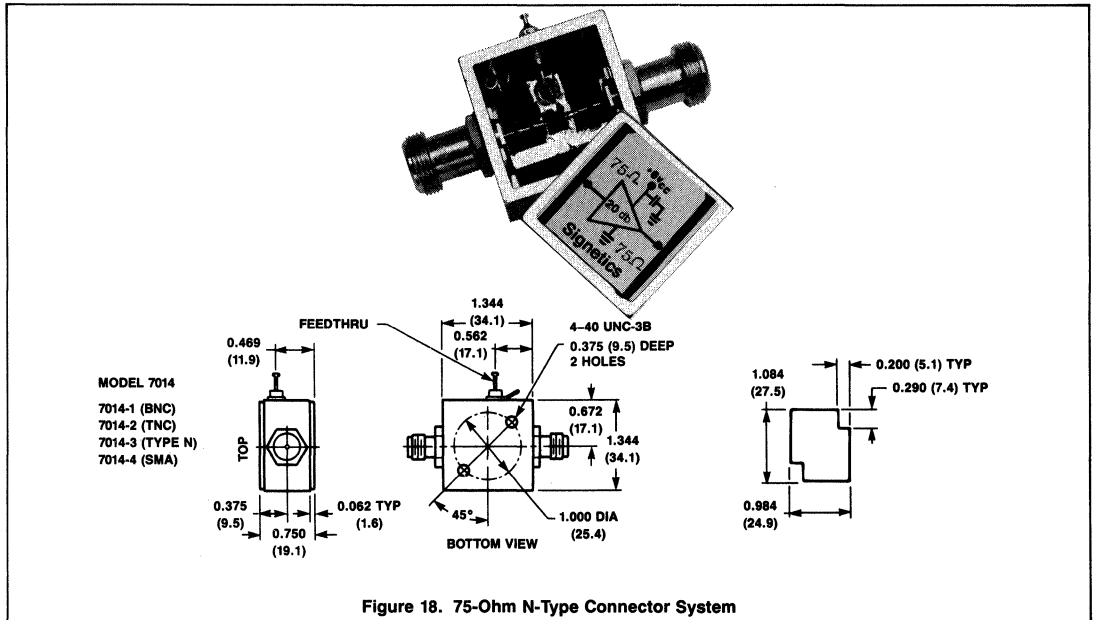 75Ω
+6Vcc
20 db
75Ω
Signetics
MODEL 7014
7014-1 (BNC)
7014-2 (TNC)
7014-3 (TYPE N)
7014-4 (SMA)
0.469
(11.9)
TOP
0.375
(9.5)
0.750
(19.1)
0.062 TYP
(1.6)
FEEDTHRU
1.344
(34.1)
0.562
(17.1)
4-40 UNC-3B
0.375 (9.5) DEEP
2 HOLES
0.672
(17.1)
1.344
(34.1)
45°
1.000 DIA
(25.4)
BOTTOM VIEW
1.084
(27.5)
0.200 (5.1) TYP
0.290 (7.4) TYP
0.984
(24.9)
Figure 18. 75-Ohm N-Type Connector System